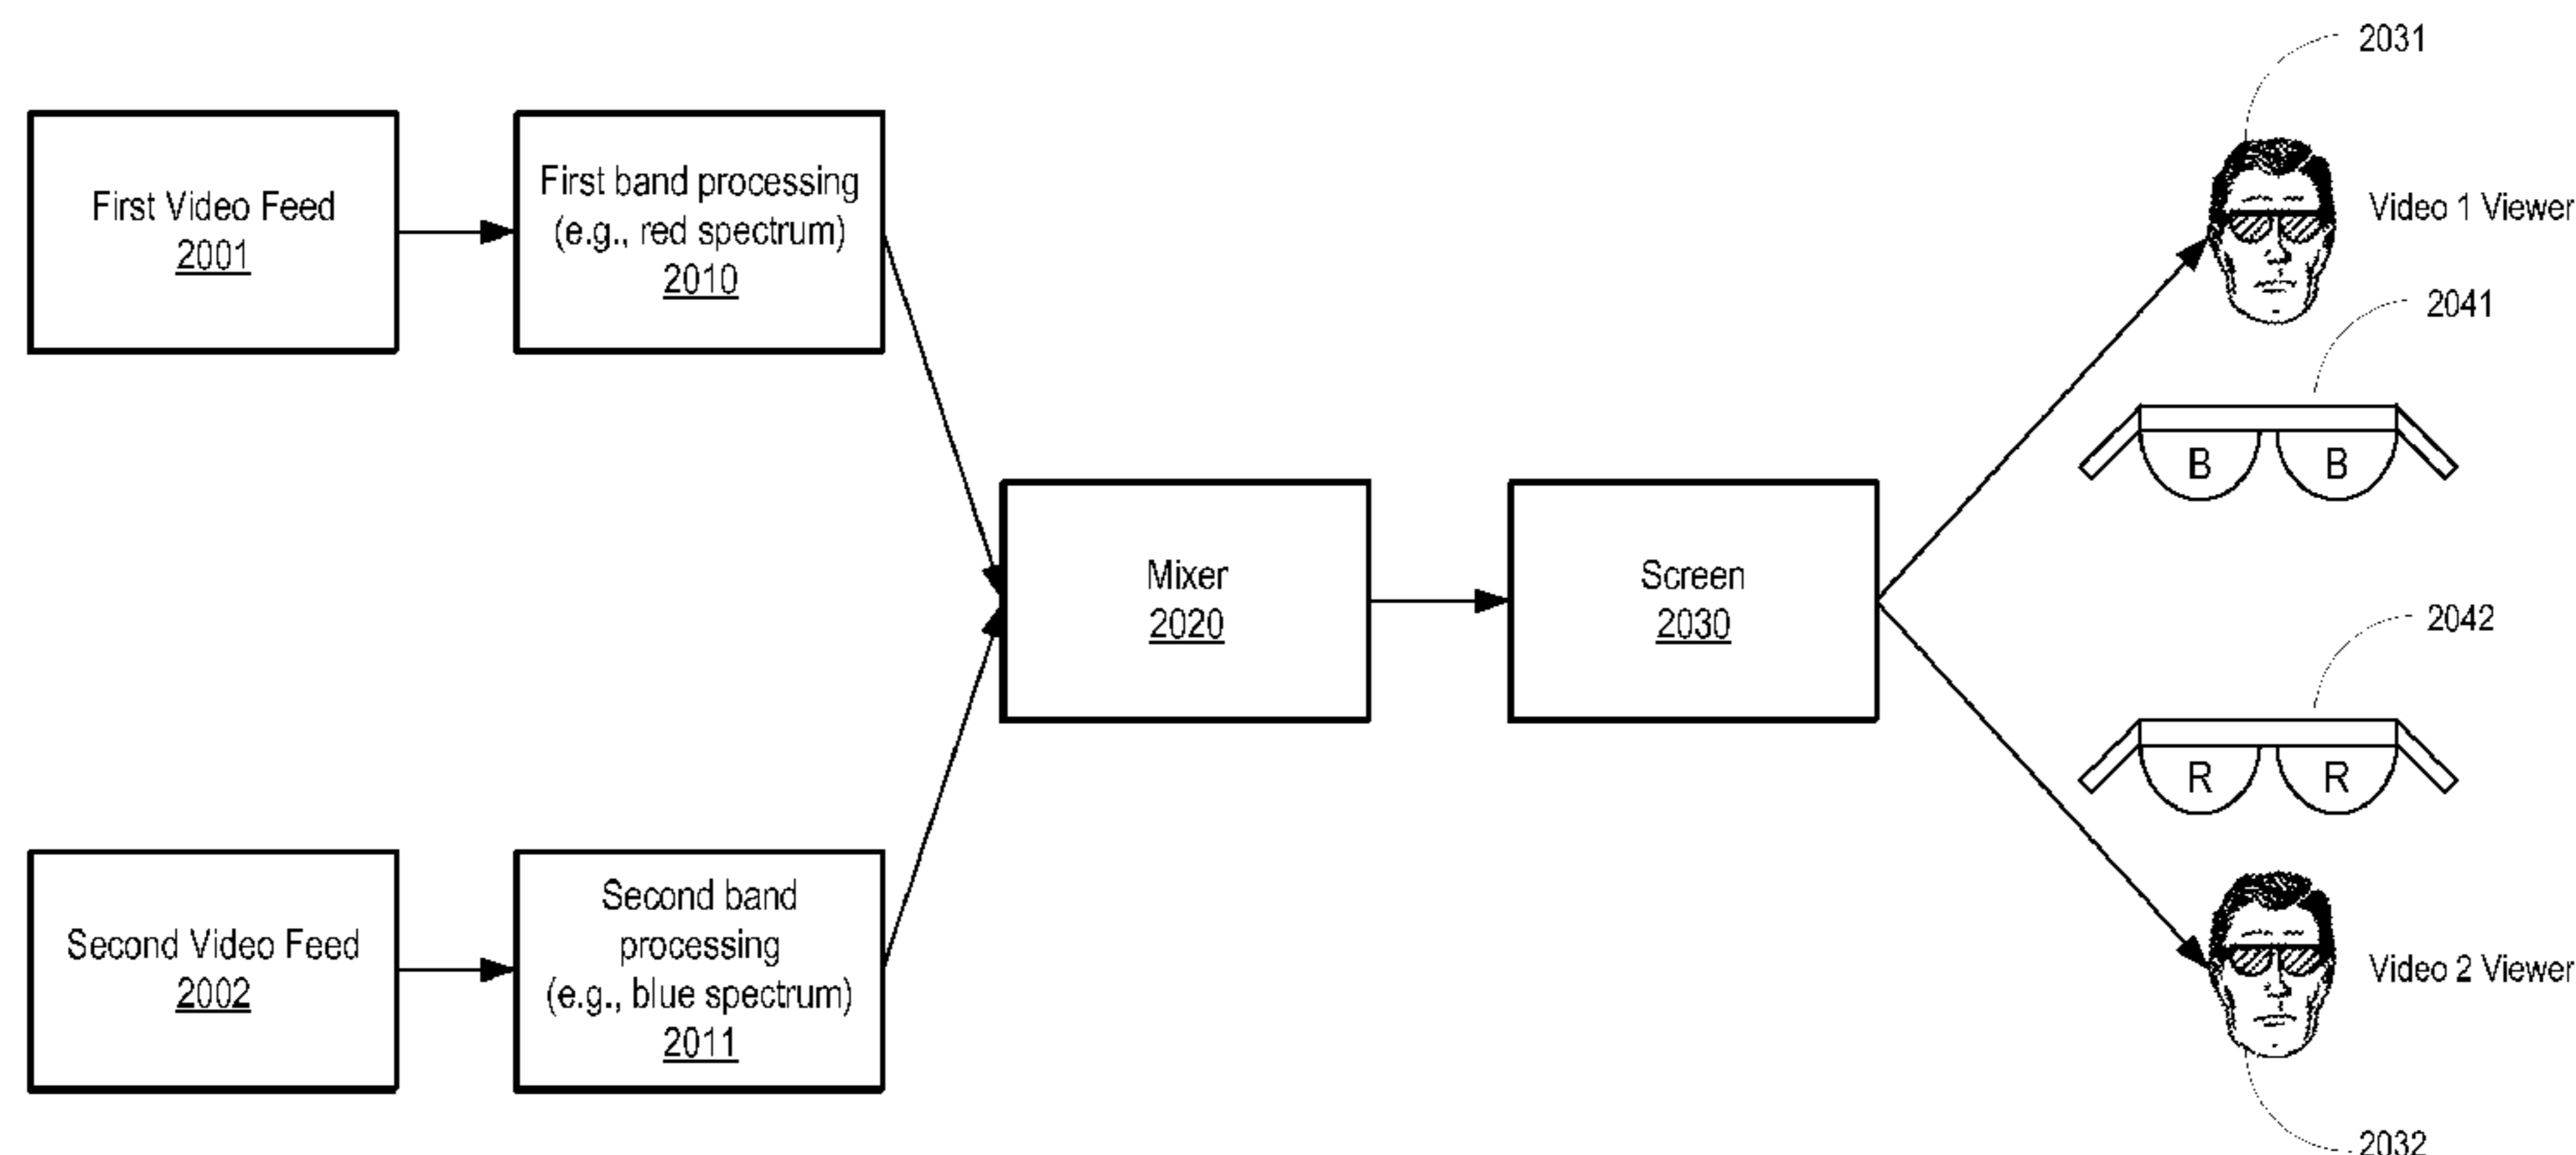 2031
First Video Feed
2001
First band processing
(e.g., red spectrum)
2010
Video 1 Viewer
2041
B B
Mixer
2020
Screen
2030
2042
R R
Second Video Feed
2002
Second band
processing
(e.g., blue spectrum)
2011
Video 2 Viewer
2032